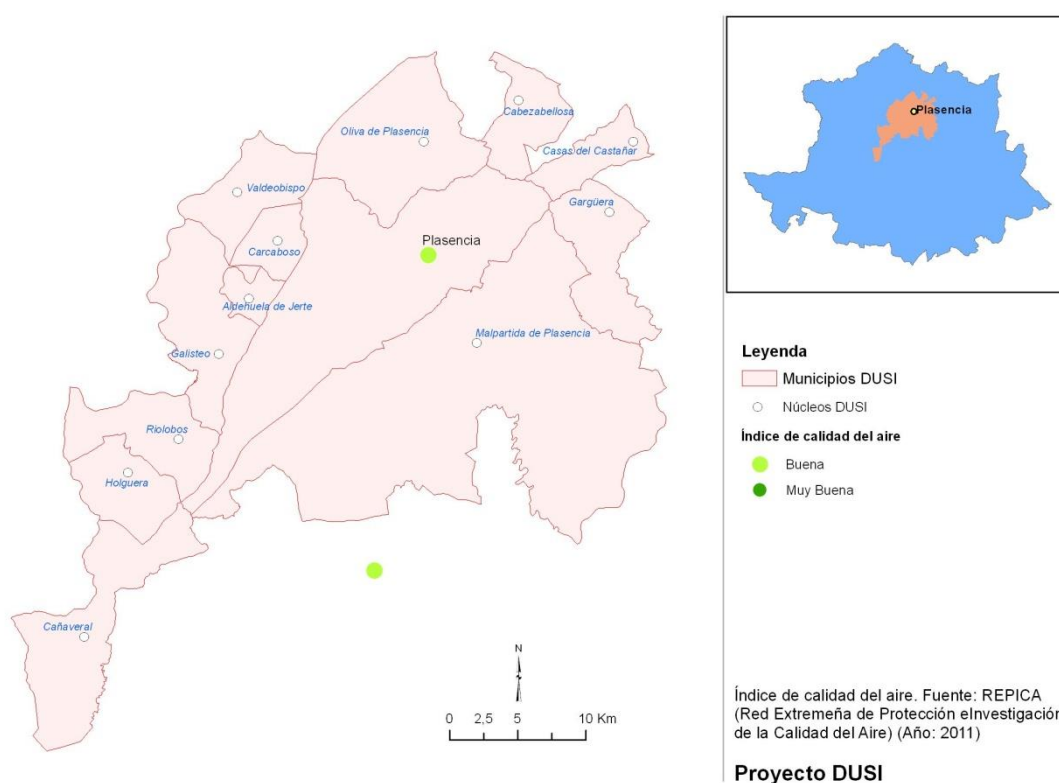 Cabezabellosa
Oliva de Plasencia
Casas del Castañar
Valdeobispo
Gargüera
Carcaboso
Plasencia
Aldehuela de Jerte
Malpartida de Plasencia
Galisteo
Riolobos
Holguera
Cañaveral
N
0 2,5 5 10 Km
Plasencia
Leyenda
Municipios DUSI
Núcleos DUSI
Índice de calidad del aire
Buena
Muy Buena
Índice de calidad del aire. Fuente: REPICA
(Red Extremeña de Protección eInvestigación
de la Calidad del Aire) (Año: 2011)
Proyecto DUSI